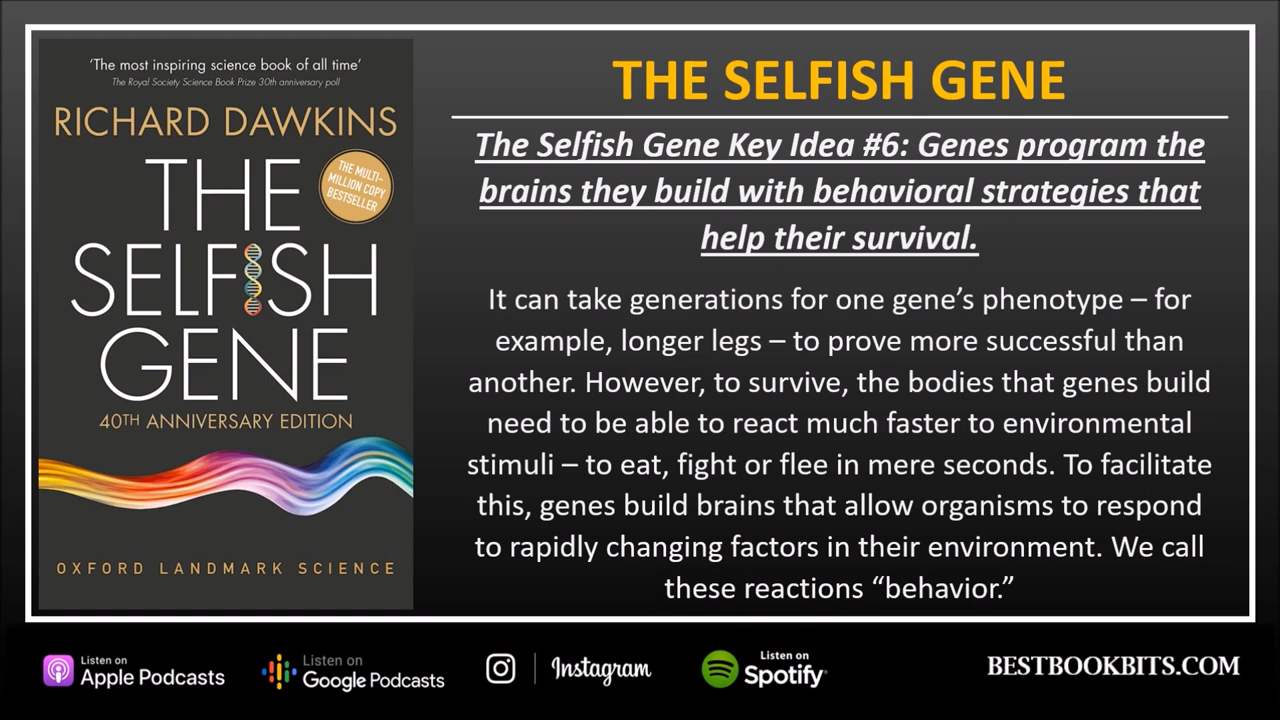 'The most inspiring science book of all time'
The Royal Society Science Book Prize 30th anniversary poll
RICHARD DAWKINS
THE
SELFISH
GENE
THE MULTI-
MILLION COPY
BESTSELLER
40TH ANNIVERSARY EDITION
OXFORD LANDMARK SCIENCE
THE SELFISH GENE
The Selfish Gene Key Idea #6: Genes program the
brains they build with behavioral strategies that
help their survival.
It can take generations for one gene’s phenotype – for
example, longer legs – to prove more successful than
another. However, to survive, the bodies that genes build
need to be able to react much faster to environmental
stimuli – to eat, fight or flee in mere seconds. To facilitate
this, genes build brains that allow organisms to respond
to rapidly changing factors in their environment. We call
these reactions “behavior.”
Listen on
Apple Podcasts
Listen on
Google Podcasts
Instagram
Listen on
Spotify
BESTBOOKBITS.COM